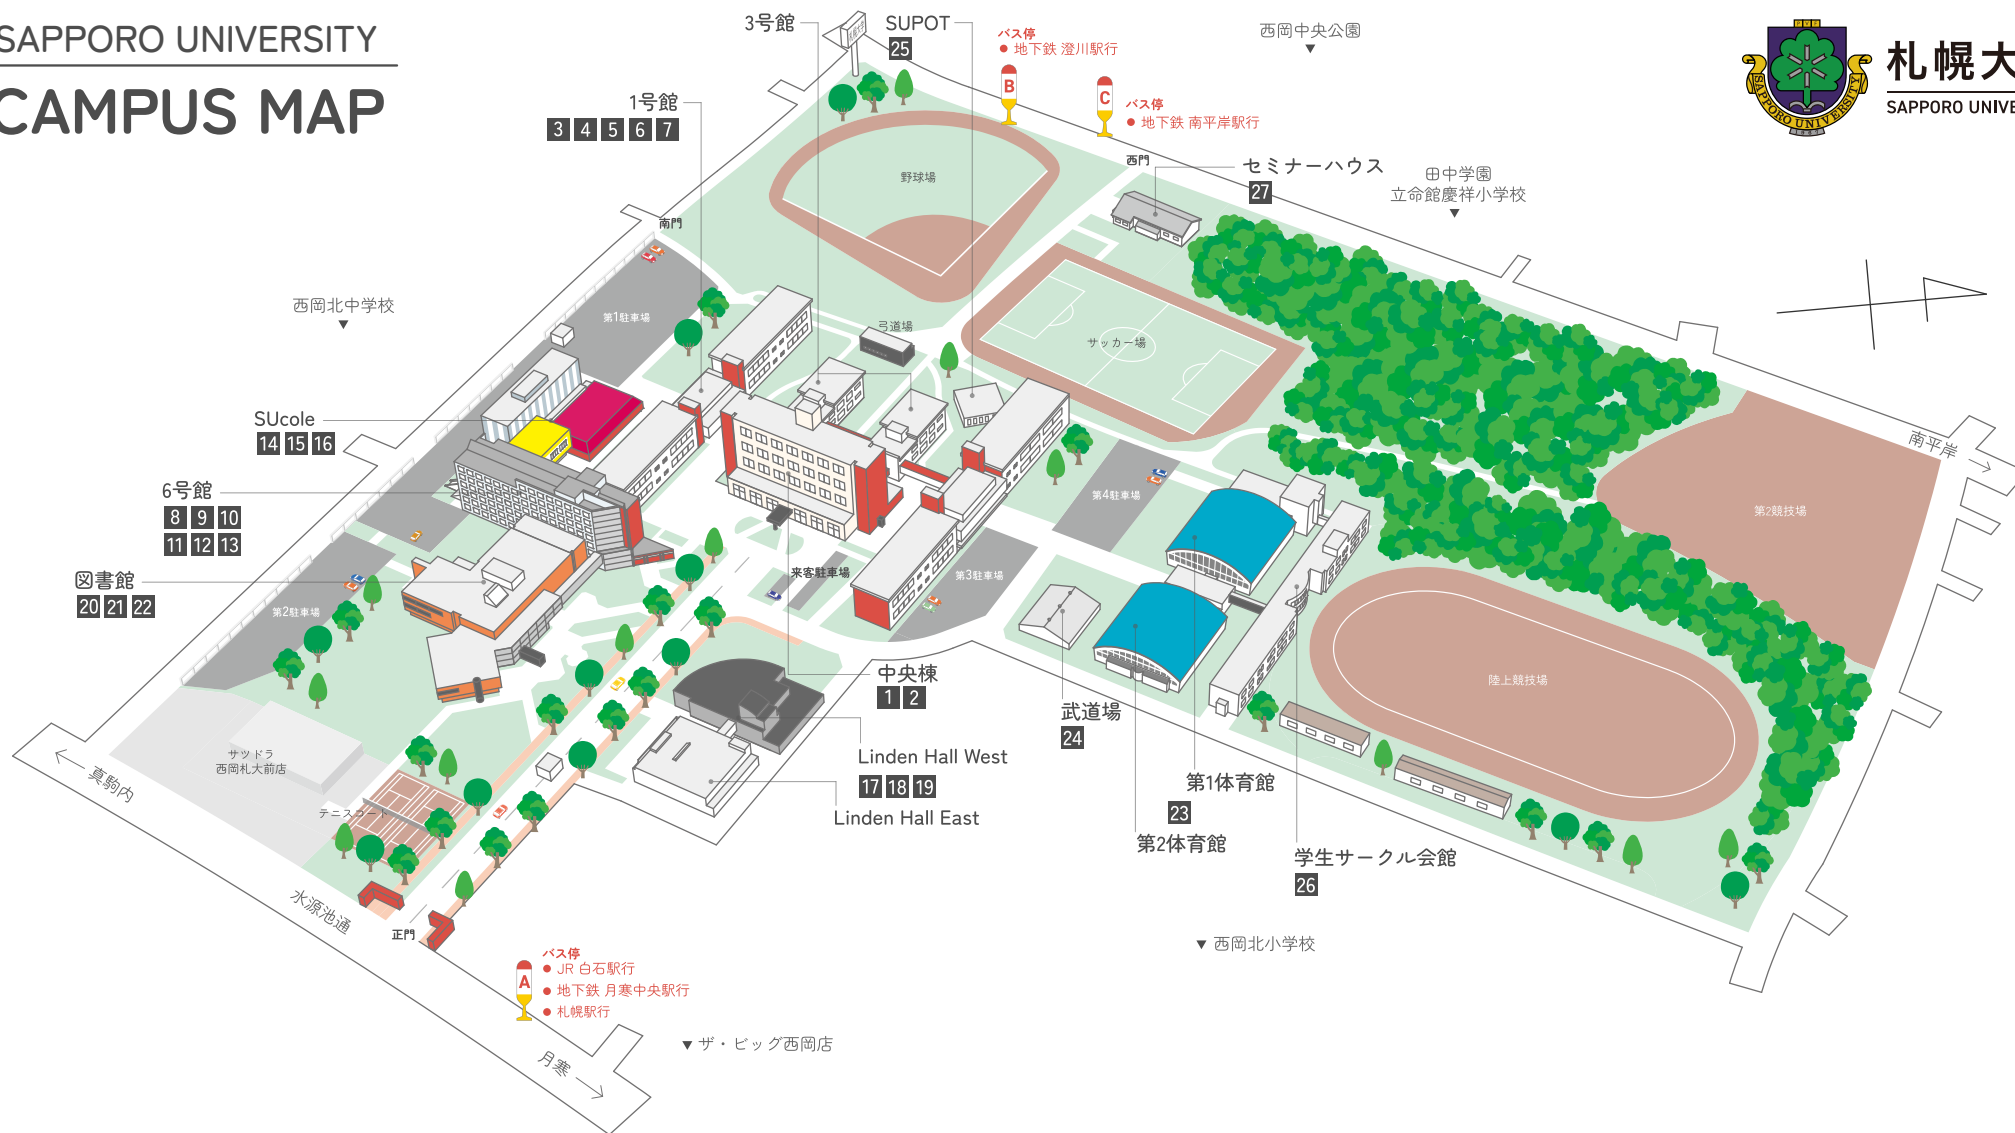 SAPPORO UNIVERSITY
CAMPUS MAP
札幌大
SAPPORO UNIVE
SAPPORO UNIVERSITY
3号館
SUPOT
25
バス停
● 地下鉄 澄川駅行
B
C
バス停
● 地下鉄 南平岸駅行
西岡中央公園
▼
1号館
3 4 5 6 7
野球場
西門
セミナーハウス
27
田中学園
立命館慶祥小学校
▼
南門
西岡北中学校
▼
第1駐車場
弓道場
サッカー場
SUcole
14 15 16
南平岸 →
6号館
8 9 10
11 12 13
第4駐車場
第2競技場
図書館
20 21 22
第2駐車場
来客駐車場
第3駐車場
中央棟
1 2
陸上競技場
武道場
24
Linden Hall West
17 18 19
Linden Hall East
サツドラ
西岡札大前店
← 真駒内
テニスコート
第1体育館
23
第2体育館
学生サークル会館
26
水源池通
正門
▼ 西岡北小学校
A
バス停
● JR 白石駅行
● 地下鉄 月寒中央駅行
● 札幌駅行
▼ ザ・ビッグ西岡店
月寒 →